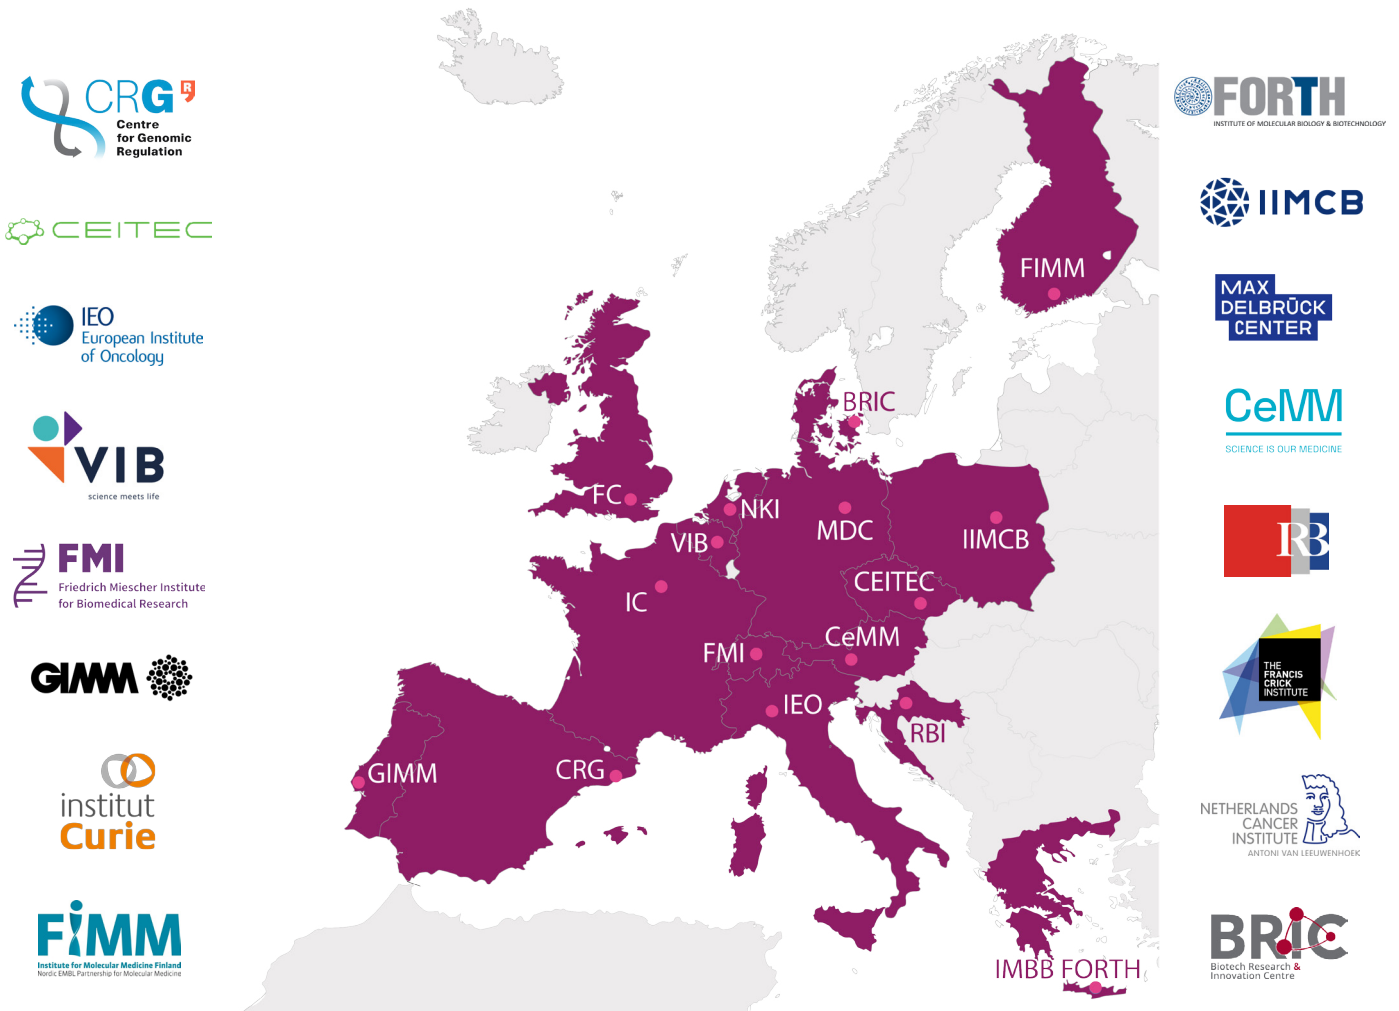 CRG R
Centre
for Genomic
Regulation
CEITEC
IEO
European Institute
of Oncology
VIB
science meets life
FMI
Friedrich Miescher Institute
for Biomedical Research
GIMM
institut
Curie
FiMM
Institute for Molecular Medicine Finland
Nordic EMBL Partnership for Molecular Medicine
FIMM
BRIC
FC
NKI
MDC
IIMCB
VIB
CEITEC
IC
CeMM
FMI
IEO
RBI
CRG
GIMM
IMBB FORTH
FORTH
INSTITUTE OF MOLECULAR BIOLOGY & BIOTECHNOLOGY
IIMCB
MAX
DELBRÜCK
CENTER
CeMM
SCIENCE IS OUR MEDICINE
RB
THE
FRANCIS
CRICK
INSTITUTE
NETHERLANDS
CANCER
INSTITUTE
ANTONI VAN LEEUWENHOEK
BRIC
Biotech Research &
Innovation Centre